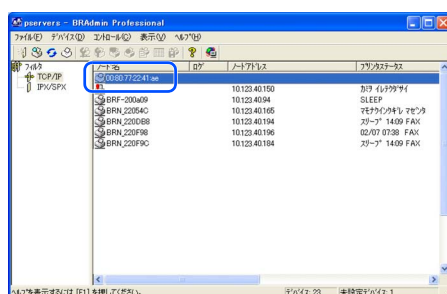 pservers - BRAdmin Professional
ファイル(F) デバイス(D) コントロール(C) 表示(V) ヘルプ(H)
フィルタ
TCP/IP
IPX/SPX
ノード名 ログ ノードアドレス プリンタステータス
0080772241ae
10.123.40.150 カミヲ イレテクダサイ
BRF-200a09 10.123.40.94 SLEEP
BRN_22054C 10.123.40.165
BRN_220DB8 10.123.40.194 スリープ 14:09 FAX
BRN_220F98 10.123.40.196 02/07 07:38 FAX
BRN_220F9C 10.123.40.184 スリープ 14:09 FAX
ヘルプを表示するには [F1] を押してください。 デバイス: 23 未設定デバイス: 1